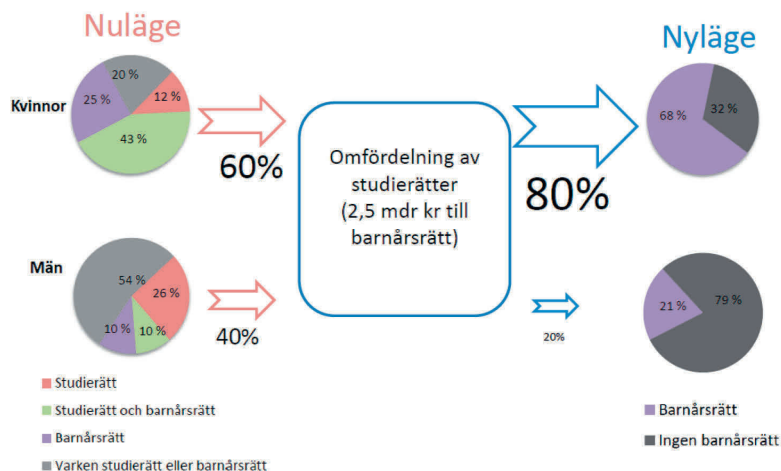 Nuläge
Nyläge
Kvinnor
20 %
12 %
25 %
43 %
60%
Omfördelning av
studierätter
(2,5 mdr kr till
barnårsrätt)
80%
68 %
32 %
Män
54 %
26 %
10 %
10 %
40%
20%
21 %
79 %
Studierätt
Studierätt och barnårsrätt
Barnårsrätt
Varken studierätt eller barnårsrätt
Barnårsrätt
Ingen barnårsrätt